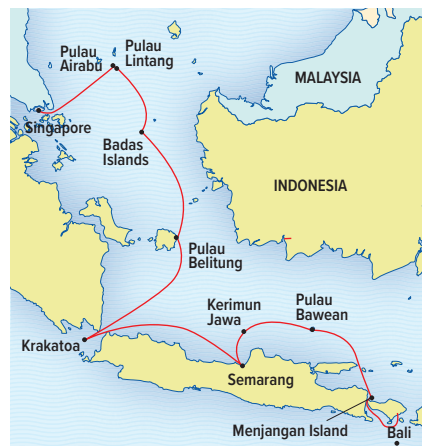 Pulau
Airabu
Pulau
Lintang
MALAYSIA
Singapore
Badas
Islands
INDONESIA
Pulau
Belitung
Kerimun
Jawa
Pulau
Bawean
Krakatoa
Semarang
Menjangan Island
Bali